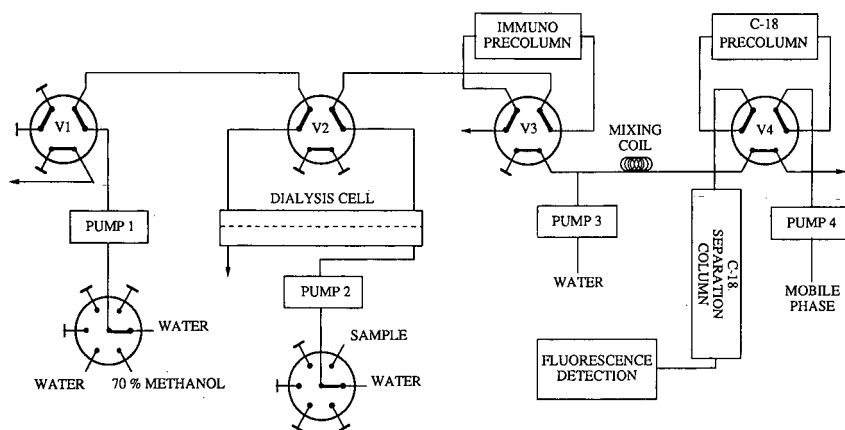 IMMUNO
PRECOLUMN
C-18
PRECOLUMN
V1
V2
V3
V4
MIXING
COIL
DIALYSIS CELL
PUMP 1
PUMP 2
PUMP 3
PUMP 4
WATER
C-18
SEPARATION
COLUMN
MOBILE
PHASE
WATER
SAMPLE
WATER
WATER
70 % METHANOL
FLUORESCENCE
DETECTION